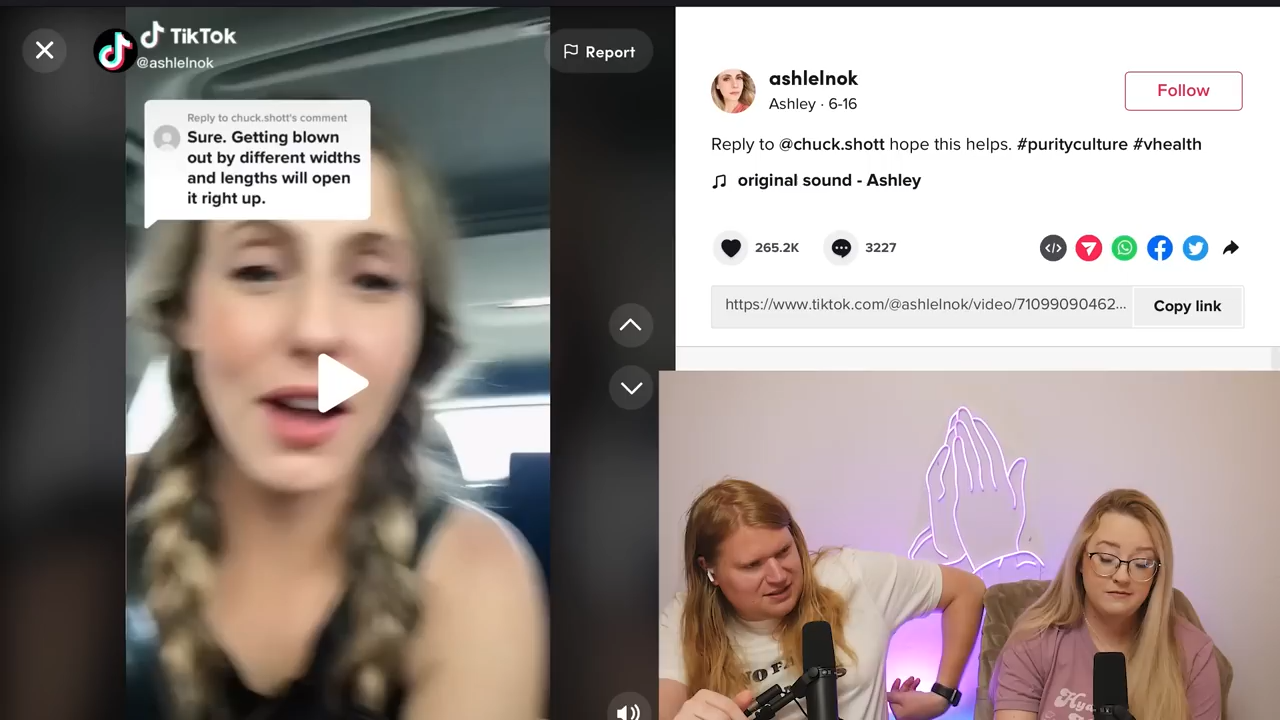 TikTok
@ashlelnok
Report
Reply to chuck.shott's comment
Sure. Getting blown
out by different widths
and lengths will open
it right up.
ashlelnok
Ashley · 6-16
Follow
Reply to @chuck.shott hope this helps. #purityculture #vhealth
original sound - Ashley
265.2K
3227
https://www.tiktok.com/@ashlelnok/video/71099090462...
Copy link